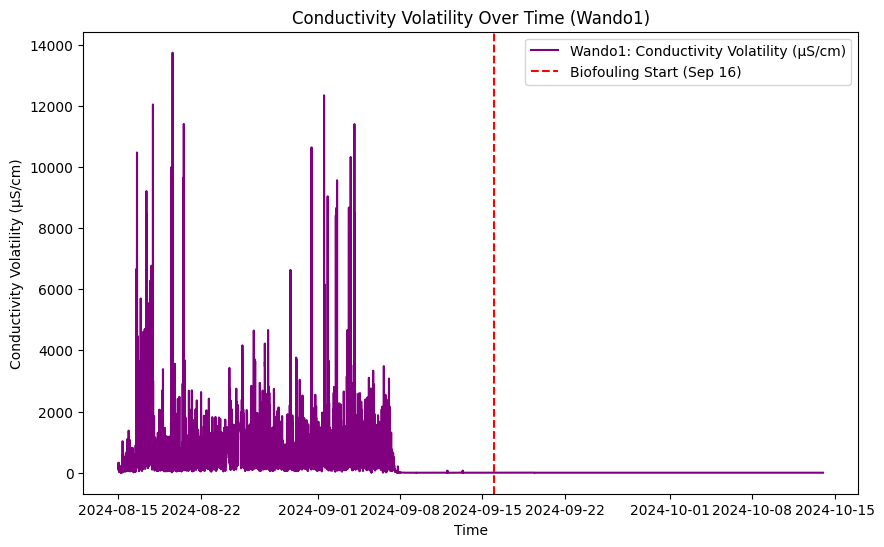 Conductivity Volatility Over Time (Wando1)
Wando1: Conductivity Volatility (µS/cm)
Biofouling Start (Sep 16)
Conductivity Volatility (µS/cm)
14000
12000
10000
8000
6000
4000
2000
0
2024-08-15 2024-08-22 2024-09-01 2024-09-08 2024-09-15 2024-09-22 2024-10-01 2024-10-08 2024-10-15
Time